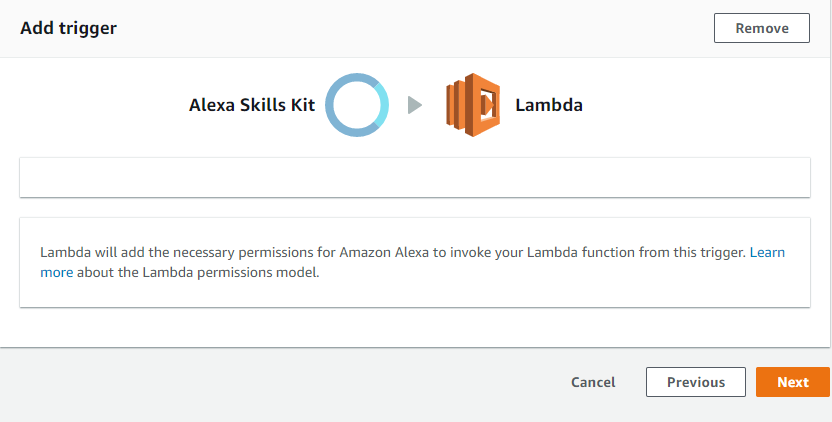 Add trigger
Remove
Alexa Skills Kit
Lambda
Lambda will add the necessary permissions for Amazon Alexa to invoke your Lambda function from this trigger. Learn
more about the Lambda permissions model.
Cancel
Previous
Next